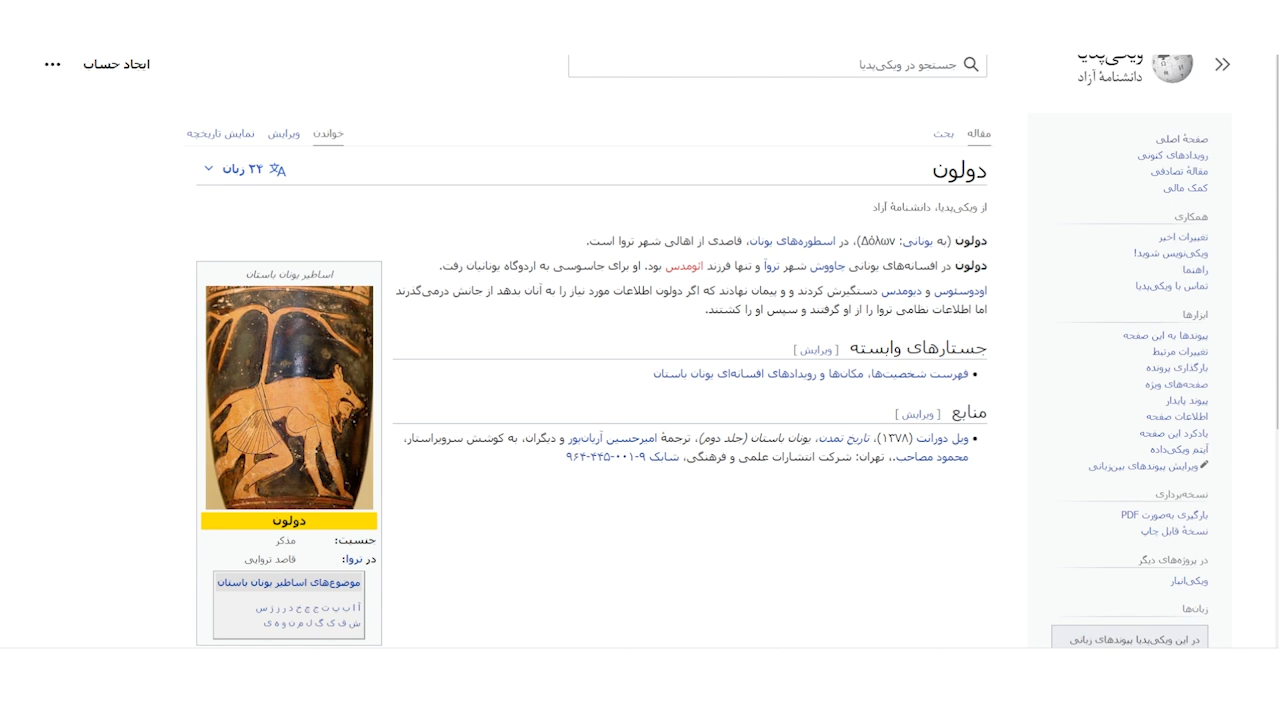 ویکی‌پدیا
دانشنامهٔ آزاد
جستجو در ویکی‌پدیا
ایجاد حساب
صفحهٔ اصلی
رویدادهای کنونی
مقالهٔ تصادفی
کمک مالی
همکاری
تغییرات اخیر
ویکی‌نویس شوید!
راهنما
تماس با ویکی‌پدیا
ابزارها
پیوندها به این صفحه
تغییرات مرتبط
بارگذاری پرونده
صفحه‌های ویژه
پیوند پایدار
اطلاعات صفحه
یادکرد این صفحه
آیتم ویکی‌داده
ویرایش پیوندهای بین‌زبانی
نسخه‌برداری
بارگیری به‌صورت PDF
نسخهٔ قابل چاپ
در پروژه‌های دیگر
ویکی‌انبار
زبان‌ها
در این ویکی‌پدیا پیوندهای زبانی
مقاله بحث
خواندن ویرایش نمایش تاریخچه
دولون
۲۴ زبان
از ویکی‌پدیا، دانشنامهٔ آزاد
دولون (به یونانی: Δόλων)، در اسطوره‌های یونان، قاصدی از اهالی شهر تروا است.
دولون در افسانه‌های یونانی چاووش شهر تروآ و تنها فرزند ائومدس بود. او برای جاسوسی به اردوگاه یونانیان رفت.
اودوسئوس و دیومدس دستگیرش کردند و و پیمان نهادند که اگر دولون اطلاعات مورد نیاز را به آنان بدهد از جانش درمی‌گذرند
اما اطلاعات نظامی تروا را از او گرفتند و سپس او را کشتند.
جستارهای وابسته [ ویرایش ]
• فهرست شخصیت‌ها، مکان‌ها و رویدادهای افسانه‌ای یونان باستان
منابع [ ویرایش ]
• ویل دورانت (۱۳۷۸)، تاریخ تمدن، یونان باستان (جلد دوم)، ترجمهٔ امیرحسین آریان‌پور و دیگران، به کوشش سرویراستار،
محمود مصاحب.، تهران: شرکت انتشارات علمی و فرهنگی، شابک ۹-۰۰۱-۴۴۵-۹۶۴
اساطیر یونان باستان
دولون
جنسیت: مذکر
در تروا: قاصد تروایی
موضوع‌های اساطیر یونان باستان
آ ا ب پ ت ج چ خ د ر ز ژ س
ش ف ک گ ل م ن و ه ی